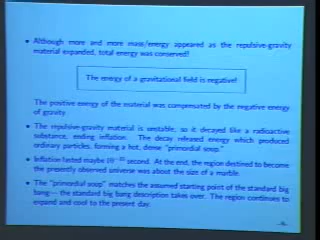 • Although more and more mass/energy appeared as the repulsive-gravity
material expanded, total energy was conserved!
The energy of a gravitational field is negative!
The positive energy of the material was compensated by the negative energy
of gravity.
• The repulsive-gravity material is unstable, so it decayed like a radioactive
substance, ending inflation. The decay released energy which produced
ordinary particles, forming a hot, dense "primordial soup."
• Inflation lasted maybe 10 second. At the end, the region destined to become
the presently observed universe was about the size of a marble.
• The "primordial soup" matches the assumed starting point of the standard big
bang— the standard big bang description takes over. The region continues to
expand and cool to the present day.